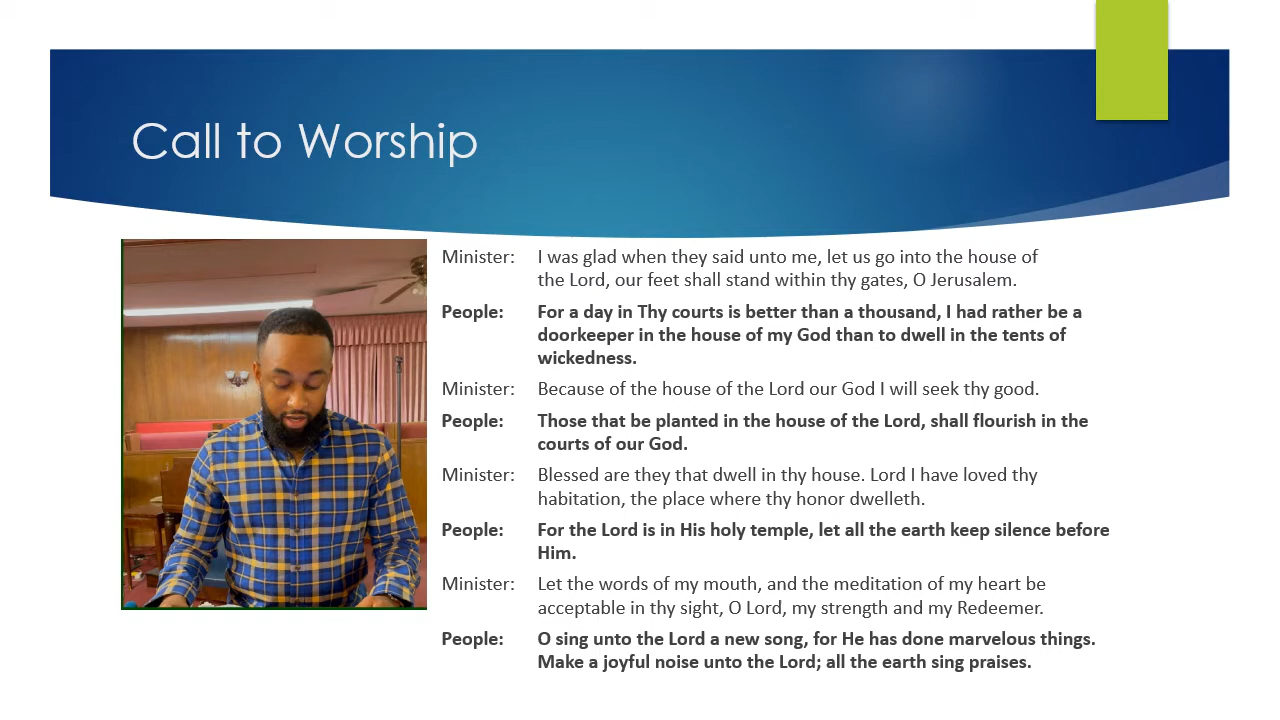 Call to Worship
Minister: I was glad when they said unto me, let us go into the house of
the Lord, our feet shall stand within thy gates, O Jerusalem.
People: For a day in Thy courts is better than a thousand, I had rather be a
doorkeeper in the house of my God than to dwell in the tents of
wickedness.
Minister: Because of the house of the Lord our God I will seek thy good.
People: Those that be planted in the house of the Lord, shall flourish in the
courts of our God.
Minister: Blessed are they that dwell in thy house. Lord I have loved thy
habitation, the place where thy honor dwelleth.
People: For the Lord is in His holy temple, let all the earth keep silence before
Him.
Minister: Let the words of my mouth, and the meditation of my heart be
acceptable in thy sight, O Lord, my strength and my Redeemer.
People: O sing unto the Lord a new song, for He has done marvelous things.
Make a joyful noise unto the Lord; all the earth sing praises.